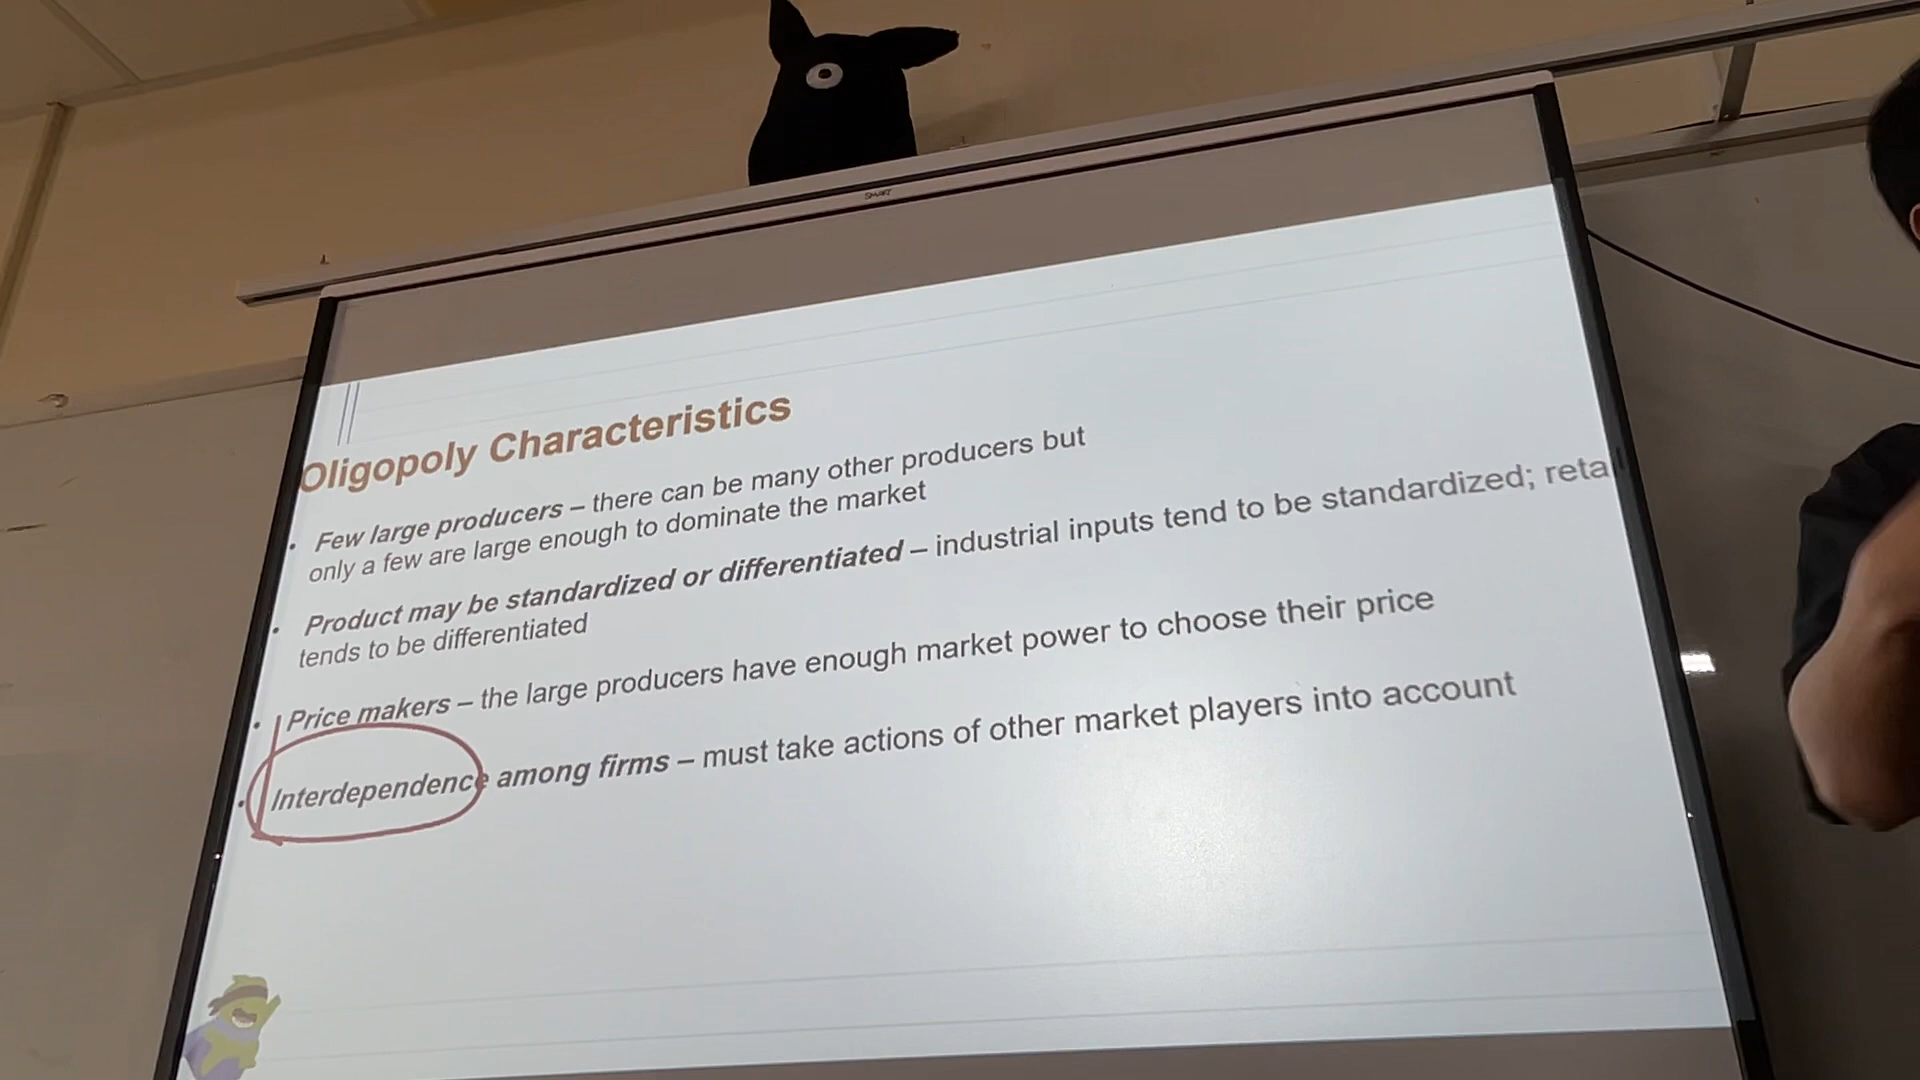 SMART
Oligopoly Characteristics
• Few large producers – there can be many other producers but
only a few are large enough to dominate the market
• Product may be standardized or differentiated – industrial inputs tend to be standardized;
tends to be differentiated
• Price makers – the large producers have enough market power to choose their price
• Interdependence among firms – must take actions of other market players into account